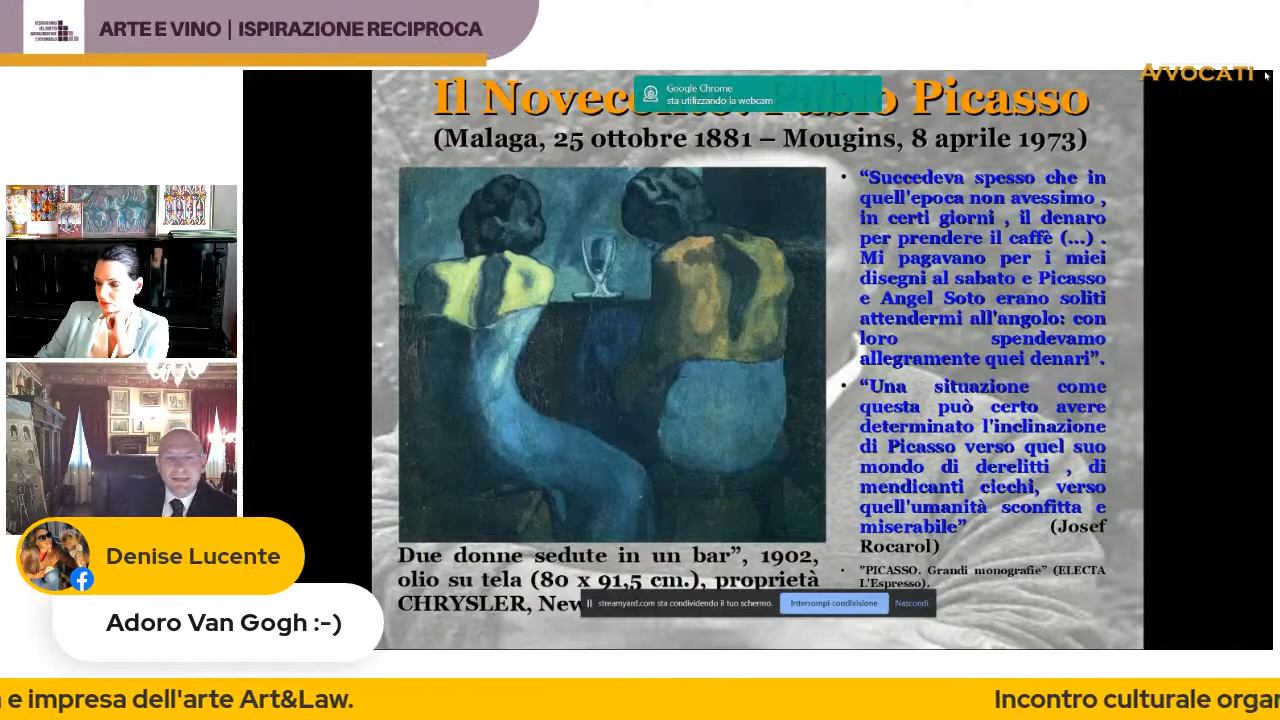 ARTE E VINO | ISPIRAZIONE RECIPROCA
AVVOCATI
Google Chrome
sta utilizzando la webcam
Il Novecento: Pablo Picasso
(Malaga, 25 ottobre 1881 – Mougins, 8 aprile 1973)
• “Succedeva spesso che in
quell'epoca non avessimo ,
in certi giorni , il denaro
per prendere il caffè (...) .
Mi pagavano per i miei
disegni al sabato e Picasso
e Angel Soto erano soliti
attendermi all'angolo: con
loro spendevamo
allegramente quei denari”.
• “Una situazione come
questa può certo avere
determinato l'inclinazione
di Picasso verso quel suo
mondo di derelitti , di
mendicanti ciechi, verso
quell'umanità sconfitta e
miserabile” (Josef
Rocarol)
• "PICASSO. Grandi monografie” (ELECTA
L'Espresso).
Due donne sedute in un bar”, 1902,
olio su tela (80 x 91,5 cm.), proprietà
CHRYSLER, New
streamyard.com sta condividendo il tuo schermo.
Interrompi condivisione
Nascondi
Denise Lucente
Adoro Van Gogh :-)
e impresa dell'arte Art&Law.
Incontro culturale organ